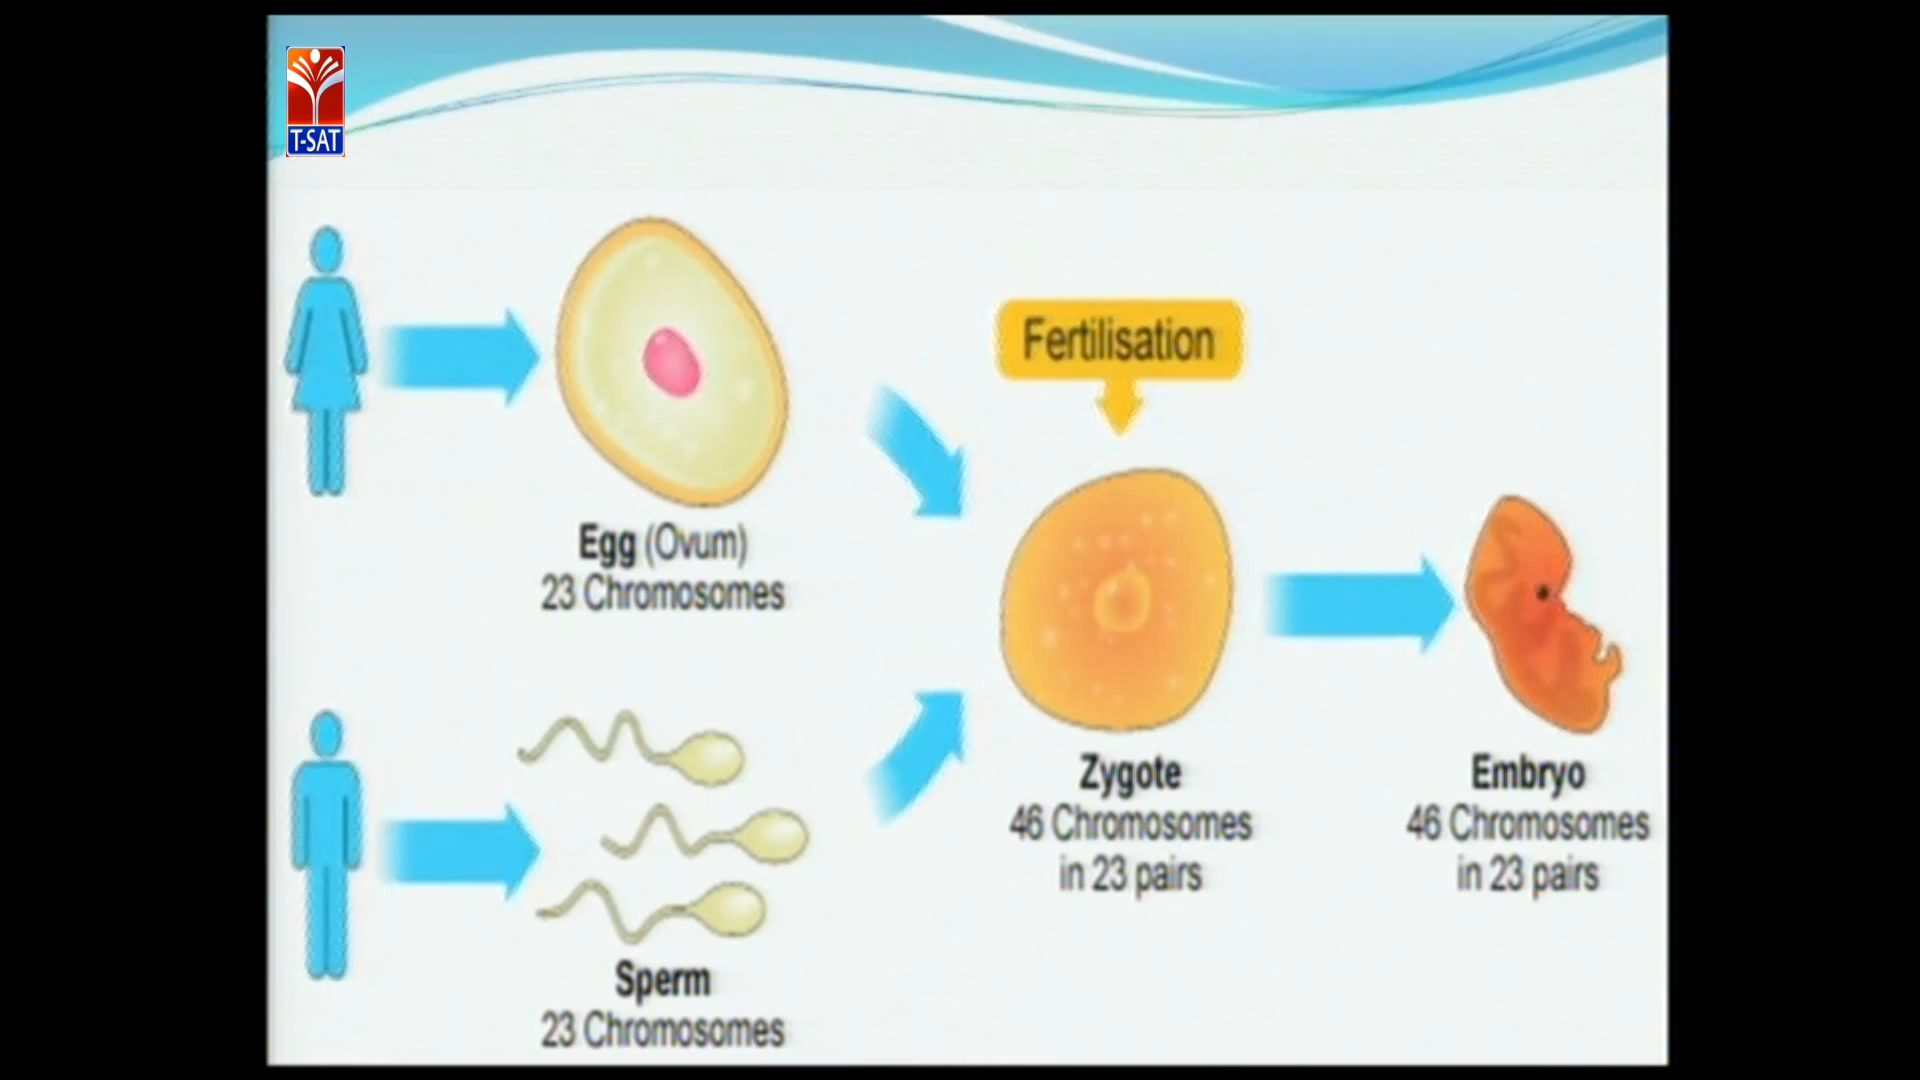 T-SAT
Fertilisation
Egg (Ovum)
23 Chromosomes
Zygote
46 Chromosomes
in 23 pairs
Embryo
46 Chromosomes
in 23 pairs
Sperm
23 Chromosomes